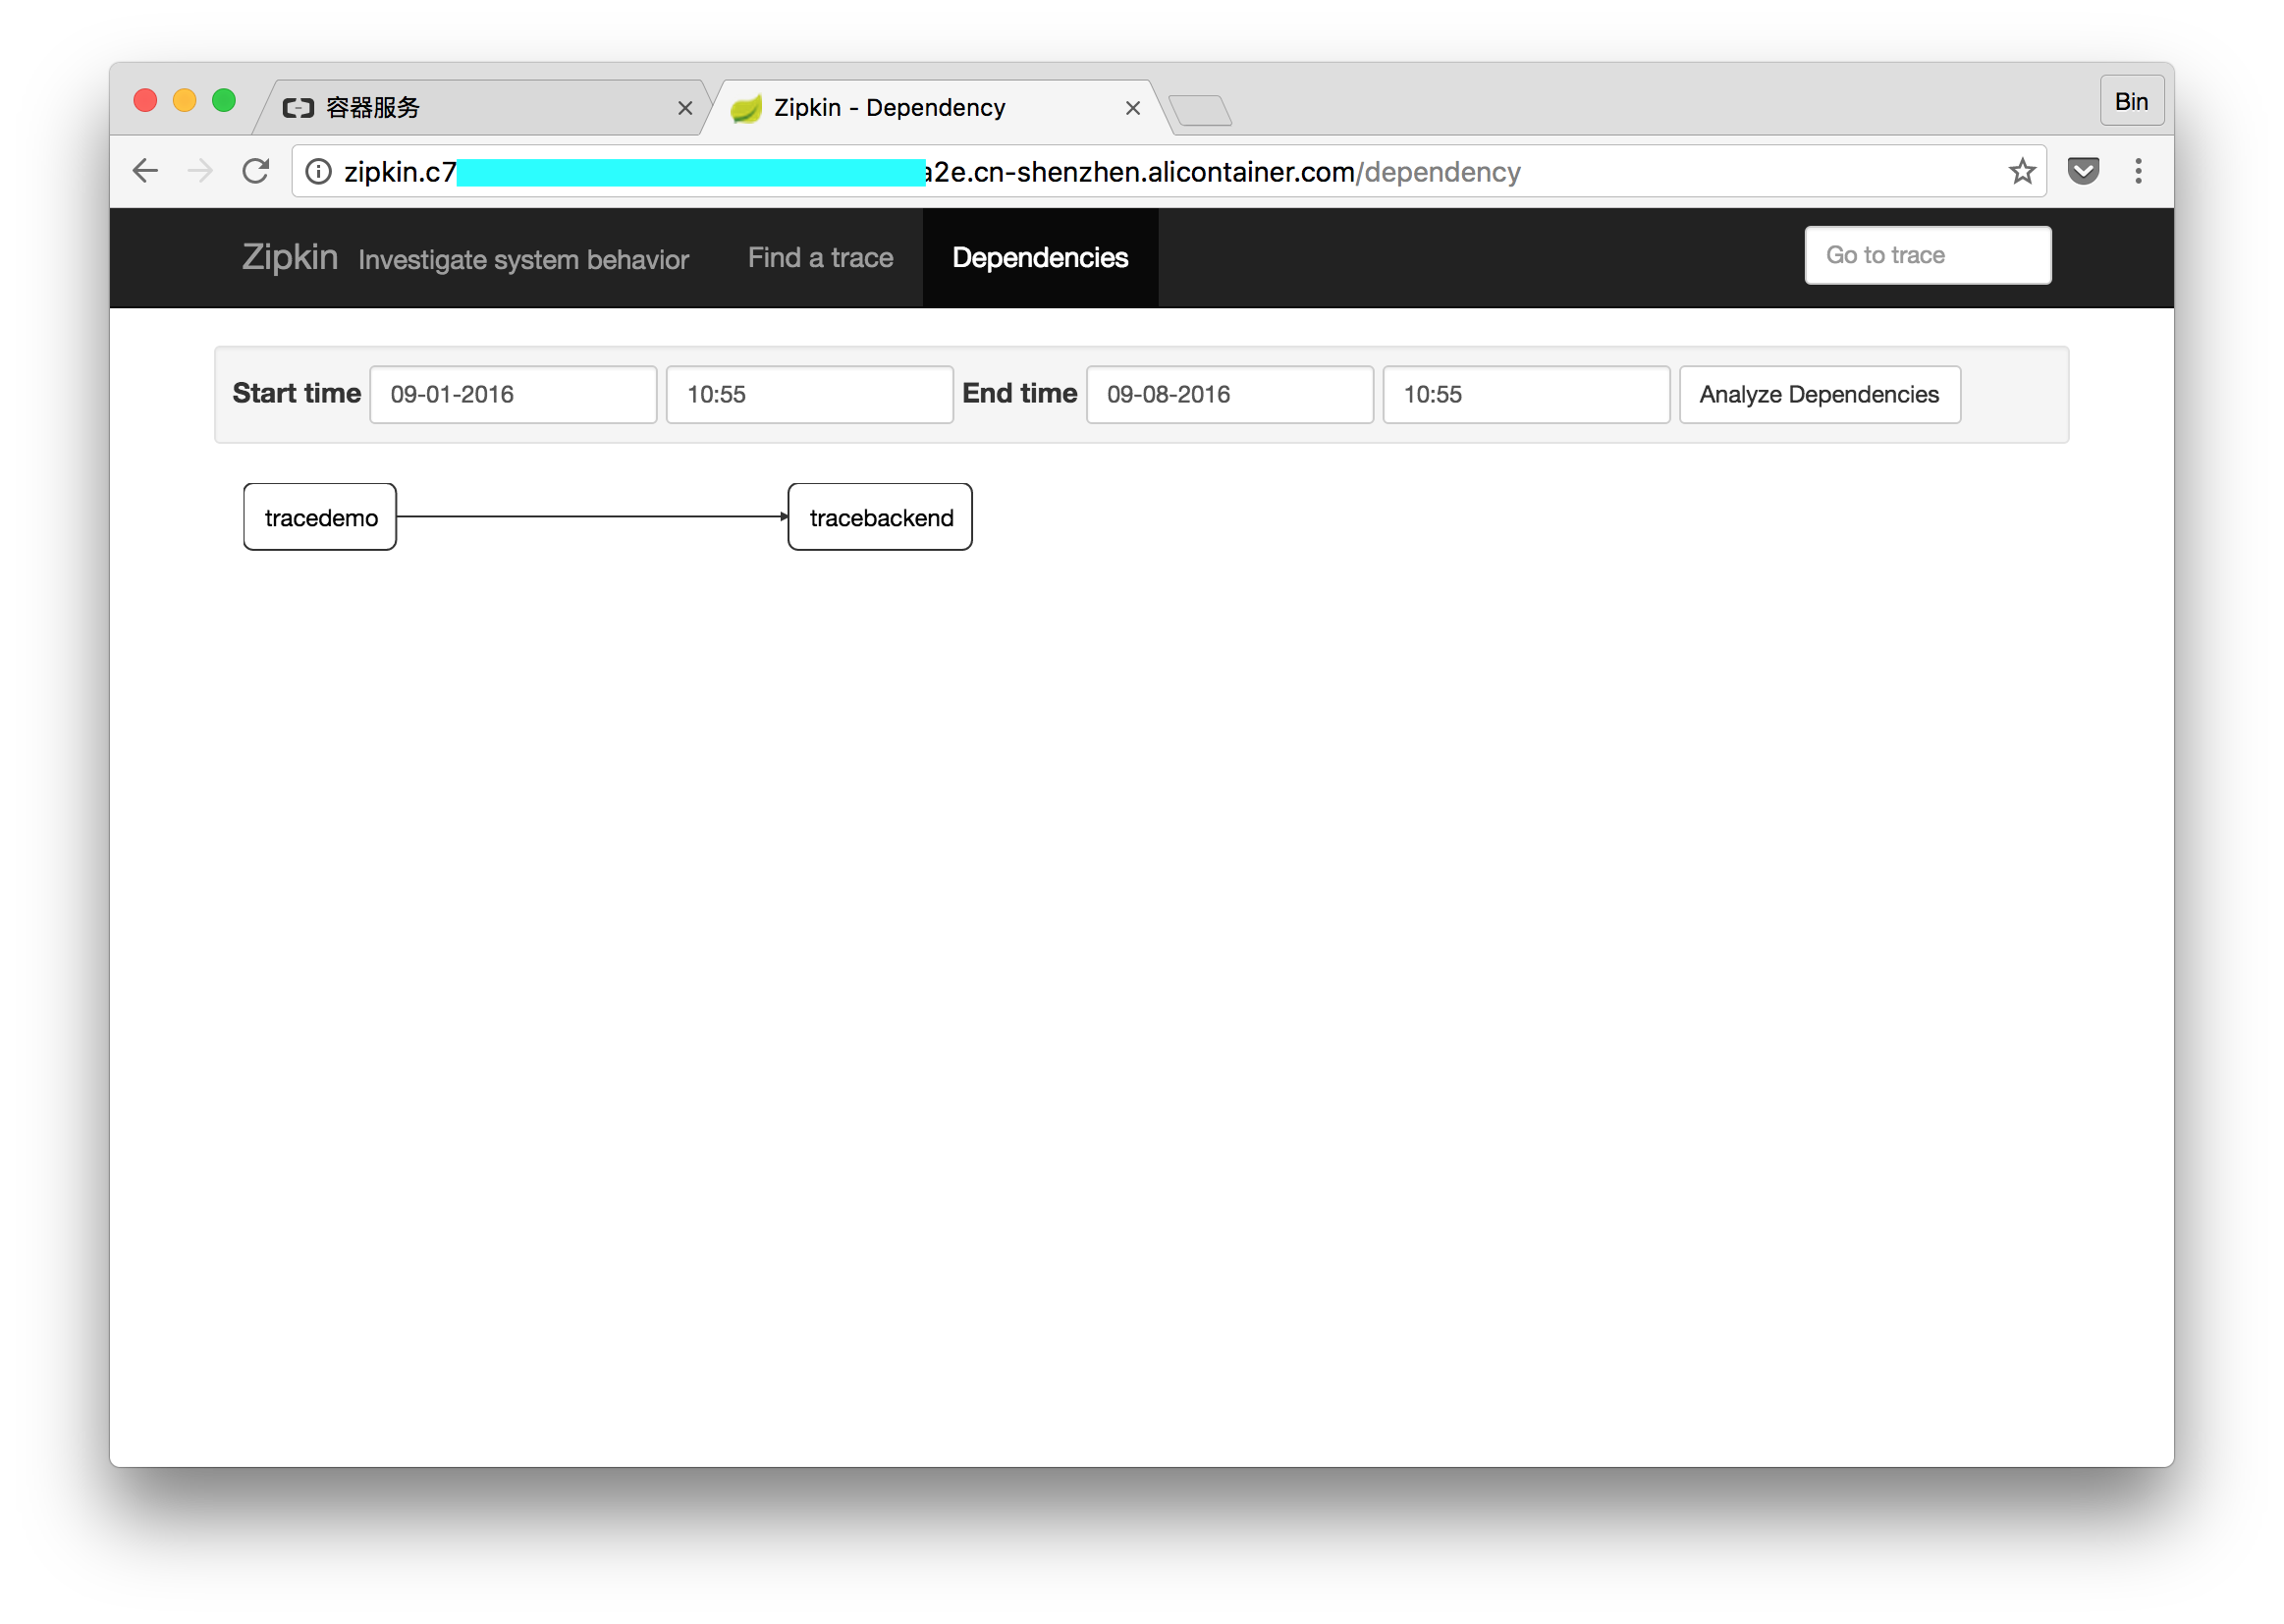 容器服务
Zipkin - Dependency
Bin
zipkin.c7
a2e.cn-shenzhen.alicontainer.com/dependency
Zipkin Investigate system behavior Find a trace Dependencies Go to trace
Start time 09-01-2016 10:55 End time 09-08-2016 10:55 Analyze Dependencies
tracedemo tracebackend